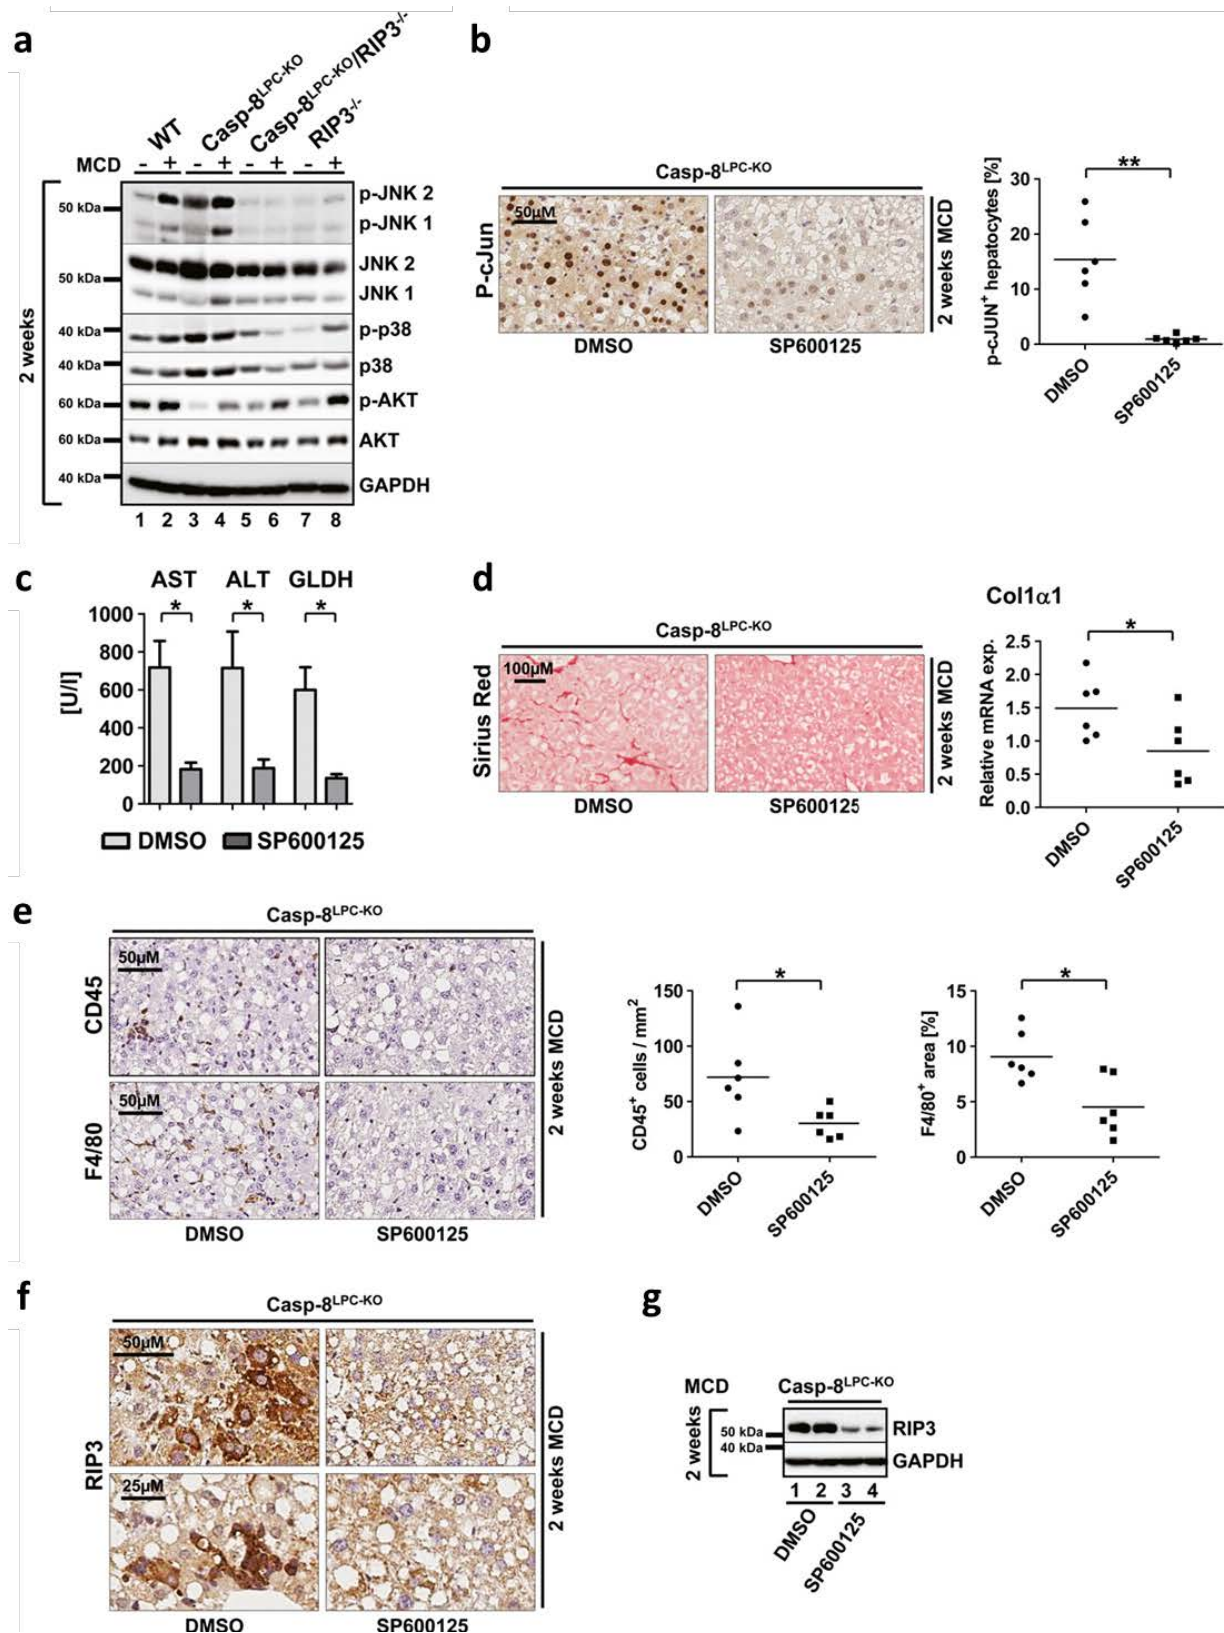 a
WT
Casp-8LPC-KO
Casp-8LPC-KO/RIP3-/-
RIP3-/-
MCD - + - + - + - +
2 weeks
50 kDa
p-JNK 2
p-JNK 1
50 kDa
JNK 2
JNK 1
40 kDa
p-p38
40 kDa
p38
60 kDa
p-AKT
60 kDa
AKT
40 kDa
GAPDH
1 2 3 4 5 6 7 8
b
Casp-8LPC-KO
P-cJun
50μM
2 weeks MCD
DMSO SP600125
p-cJUN+ hepatocytes [%]
**
30
20
10
0
DMSO
SP600125
c
AST ALT GLDH
* * *
[U/l]
1000
800
600
400
200
0
DMSO SP600125
d
Casp-8LPC-KO
Sirius Red
100μM
2 weeks MCD
DMSO SP600125
Col1α1
*
Relative mRNA exp.
2.5
2.0
1.5
1.0
0.5
0.0
DMSO
SP600125
e
Casp-8LPC-KO
CD45
50μM
F4/80
50μM
2 weeks MCD
DMSO SP600125
CD45+ cells / mm2
*
150
100
50
0
DMSO
SP600125
F4/80+ area [%]
*
15
10
5
0
DMSO
SP600125
f
Casp-8LPC-KO
RIP3
50μM
25μM
2 weeks MCD
DMSO SP600125
g
MCD Casp-8LPC-KO
2 weeks
50 kDa
RIP3
40 kDa
GAPDH
1 2 3 4
DMSO
SP600125